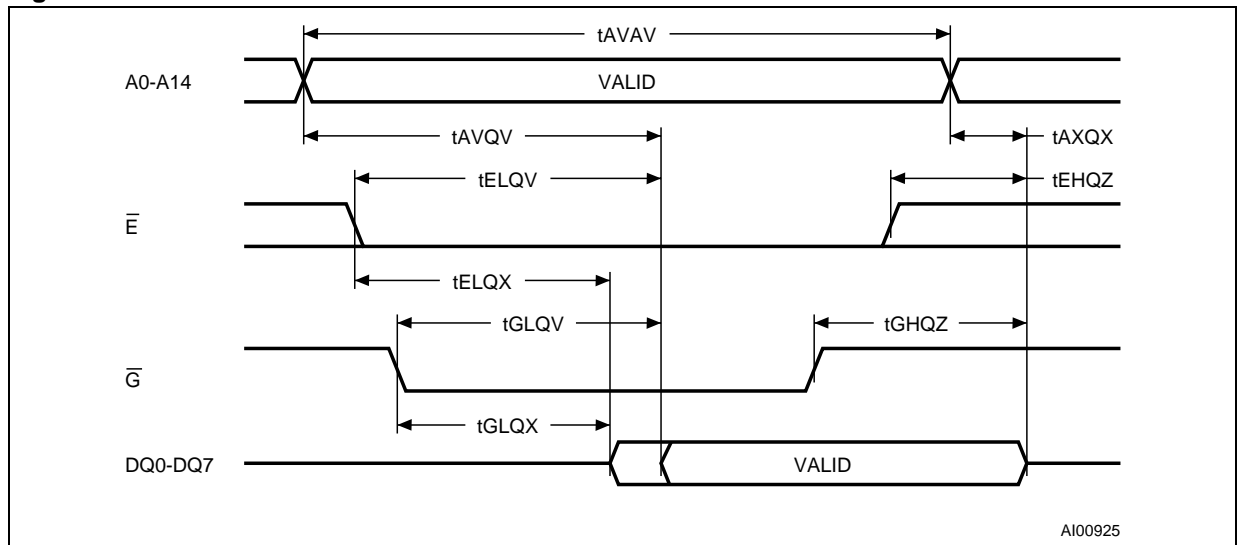 tAVAV
A0-A14
VALID
tAVQV
tAXQX
tELQV
tEHQZ
E̅
tELQX
tGLQV
tGHQZ
G̅
tGLQX
DQ0-DQ7
VALID
AI00925